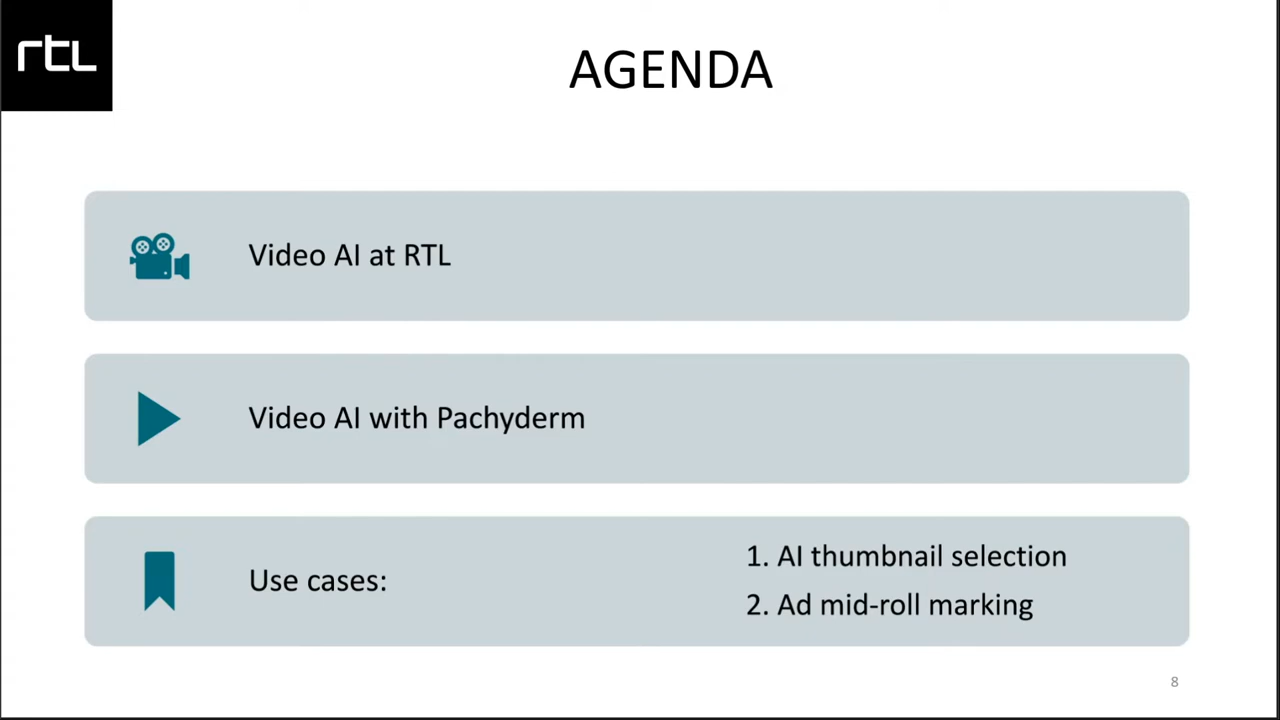 rtl
AGENDA
Video AI at RTL
Video AI with Pachyderm
Use cases:
1. AI thumbnail selection
2. Ad mid-roll marking
8